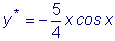 y* = -5/4 x cos x